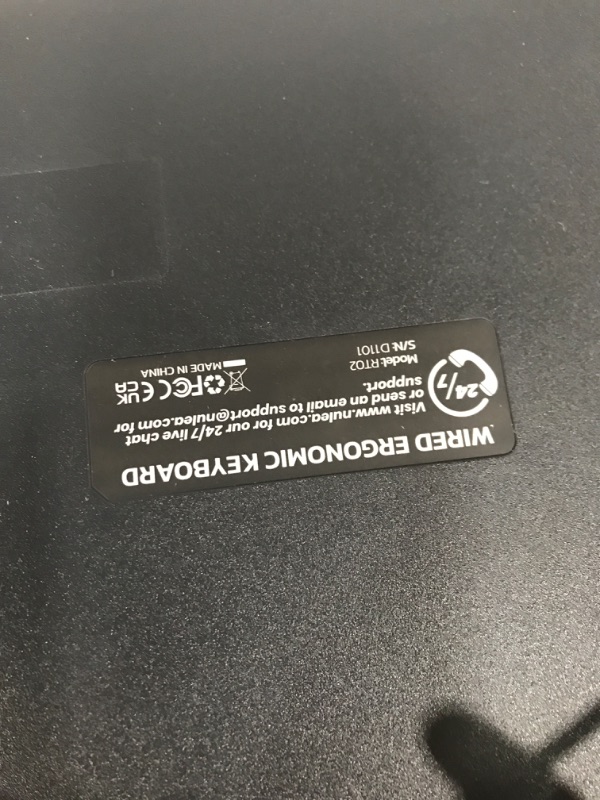 WIRED ERGONOMIC KEYBOARD
24/7
Visit www.nulea.com for our 24/7 live chat
or send an email to support@nulea.com for
support.
Model: RT02
S/N: D1101
UK CA CE FC
MADE IN CHINA